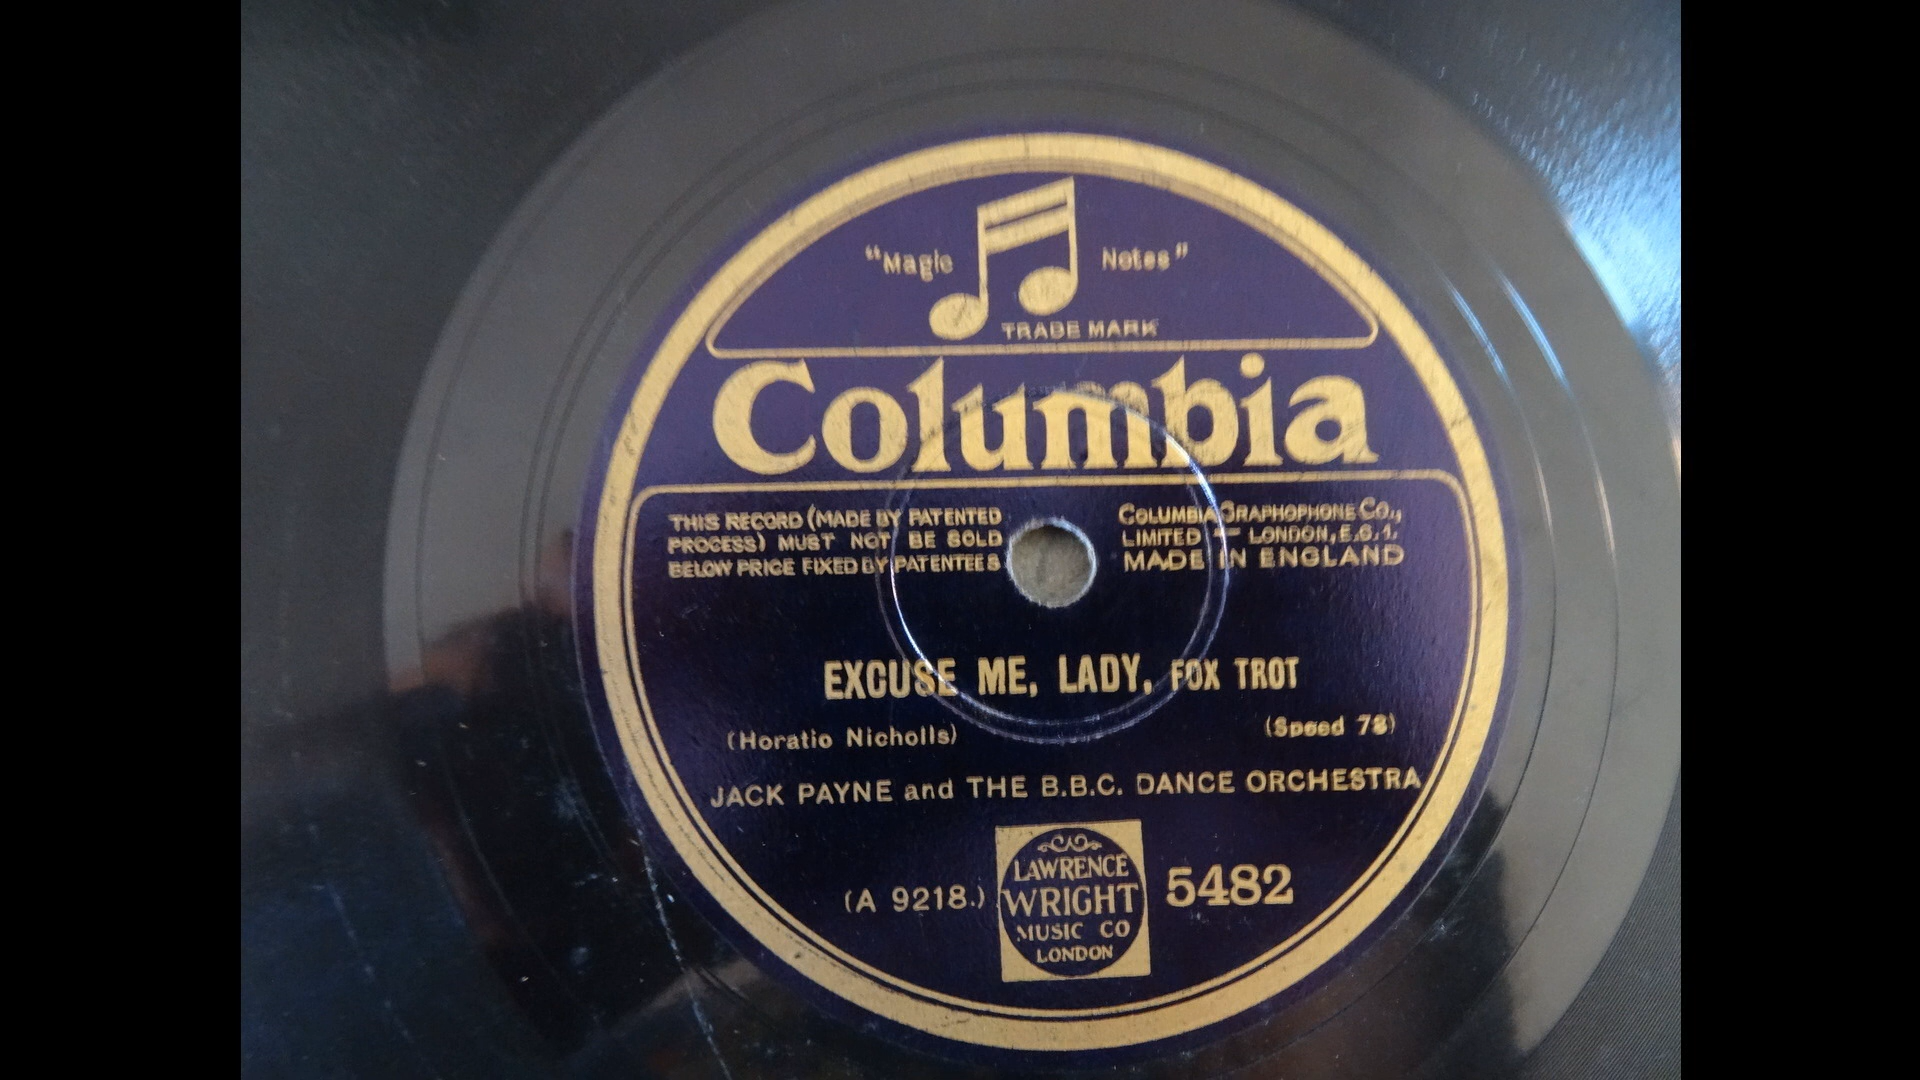 "Magic Notes"
TRADE MARK
Columbia
THIS RECORD (MADE BY PATENTED
PROCESS) MUST NOT BE SOLD
BELOW PRICE FIXED BY PATENTEES
COLUMBIA GRAPHOPHONE CO.,
LIMITED - LONDON, E.C.1.
MADE IN ENGLAND
EXCUSE ME, LADY, FOX TROT
(Horatio Nicholls) (Speed 78)
JACK PAYNE and THE B.B.C. DANCE ORCHESTRA
(A 9218.)
LAWRENCE
WRIGHT
MUSIC CO
LONDON
5482